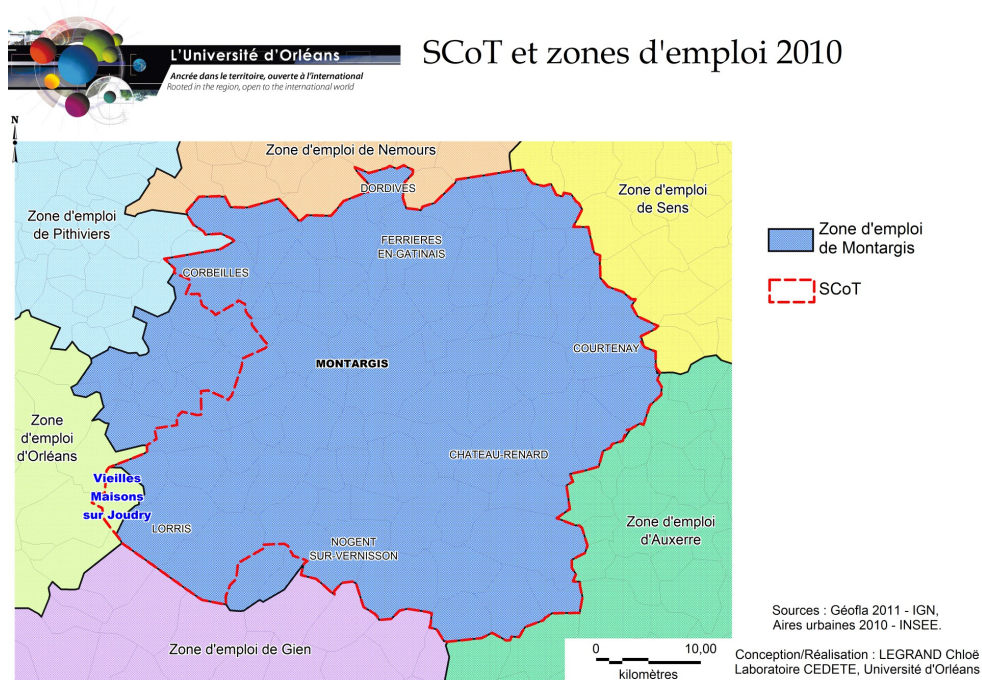 L'Université d'Orléans
Ancrée dans le territoire, ouverte à l'international
Rooted in the region, open to the international world
SCoT et zones d'emploi 2010
N
Zone d'emploi de Nemours
DORDIVES
Zone d'emploi
de Sens
Zone d'emploi
de Pithiviers
FERRIERES
EN-GATINAIS
CORBEILLES
Zone d'emploi
de Montargis
SCoT
MONTARGIS
COURTENAY
Zone
d'emploi
d'Orléans
CHATEAU-RENARD
Vieilles
Maisons
sur Joudry
LORRIS
NOGENT
SUR-VERNISSON
Zone d'emploi
d'Auxerre
Zone d'emploi de Gien
0 10,00
kilomètres
Sources : Géofla 2011 - IGN,
Aires urbaines 2010 - INSEE.
Conception/Réalisation : LEGRAND Chloë
Laboratoire CEDETE, Université d'Orléans